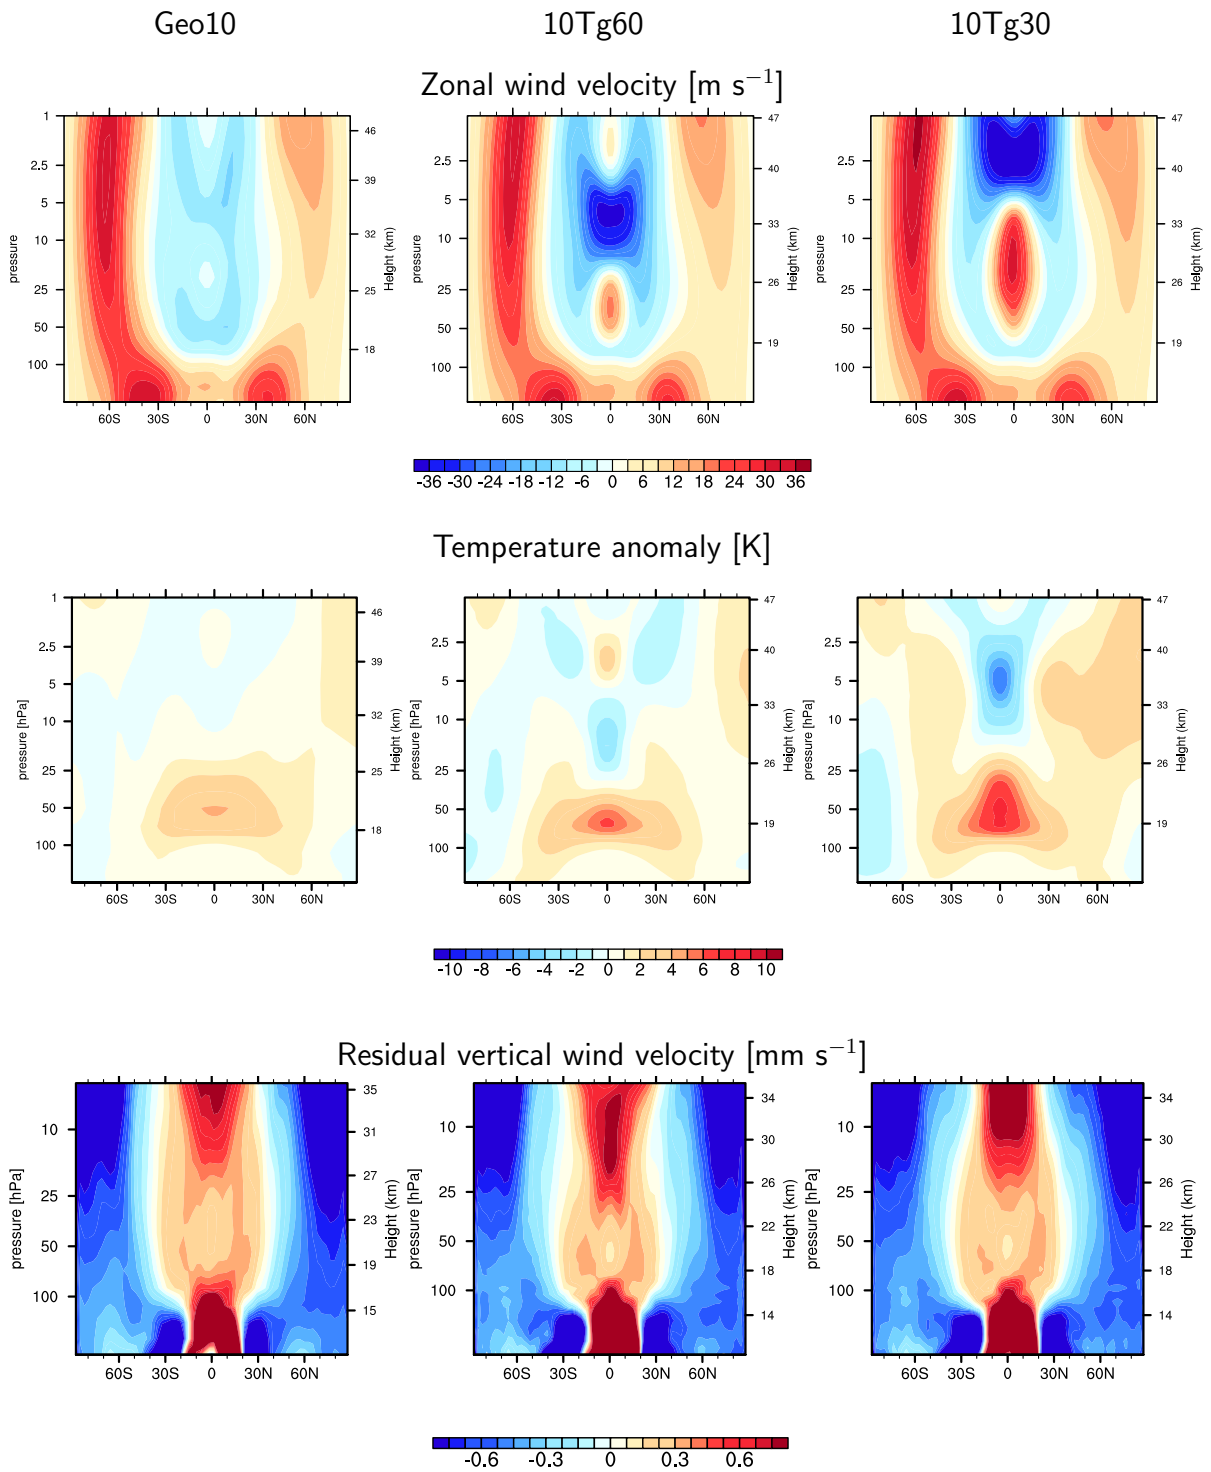 Geo10 10Tg60 10Tg30
Zonal wind velocity [m s⁻¹]
1 2.5 5 10 25 50 100
pressure
46 39 32 25 18
Height (km)
60S 30S 0 30N 60N
1 2.5 5 10 25 50 100
pressure
47 40 33 26 19
Height (km)
60S 30S 0 30N 60N
1 2.5 5 10 25 50 100
pressure
47 40 33 26 19
Height (km)
60S 30S 0 30N 60N
-36 -30 -24 -18 -12 -6 0 6 12 18 24 30 36
Temperature anomaly [K]
1 2.5 5 10 25 50 100
pressure [hPa]
46 39 32 25 18
Height (km)
60S 30S 0 30N 60N
1 2.5 5 10 25 50 100
pressure [hPa]
47 40 33 26 19
Height (km)
60S 30S 0 30N 60N
1 2.5 5 10 25 50 100
pressure [hPa]
47 40 33 26 19
Height (km)
60S 30S 0 30N 60N
-10 -8 -6 -4 -2 0 2 4 6 8 10
Residual vertical wind velocity [mm s⁻¹]
10 25 50 100
pressure [hPa]
35 31 27 23 19 15
Height (km)
60S 30S 0 30N 60N
10 25 50 100
pressure [hPa]
34 30 26 22 18 14
Height (km)
60S 30S 0 30N 60N
10 25 50 100
pressure [hPa]
34 30 26 22 18 14
Height (km)
60S 30S 0 30N 60N
-0.6 -0.3 0 0.3 0.6